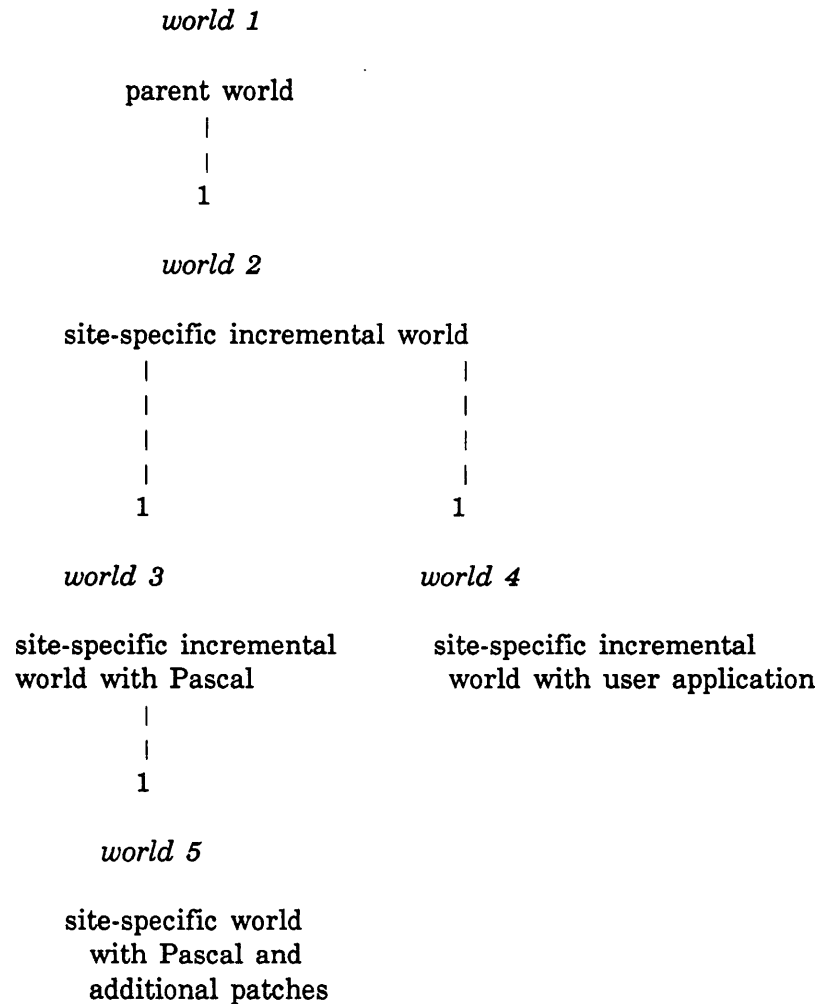 world 1
parent world
|
|
1
world 2
site-specific incremental world
| |
| |
| |
| |
1 1
world 3 world 4
site-specific incremental site-specific incremental
world with Pascal world with user application
|
|
1
world 5
site-specific world
with Pascal and
additional patches